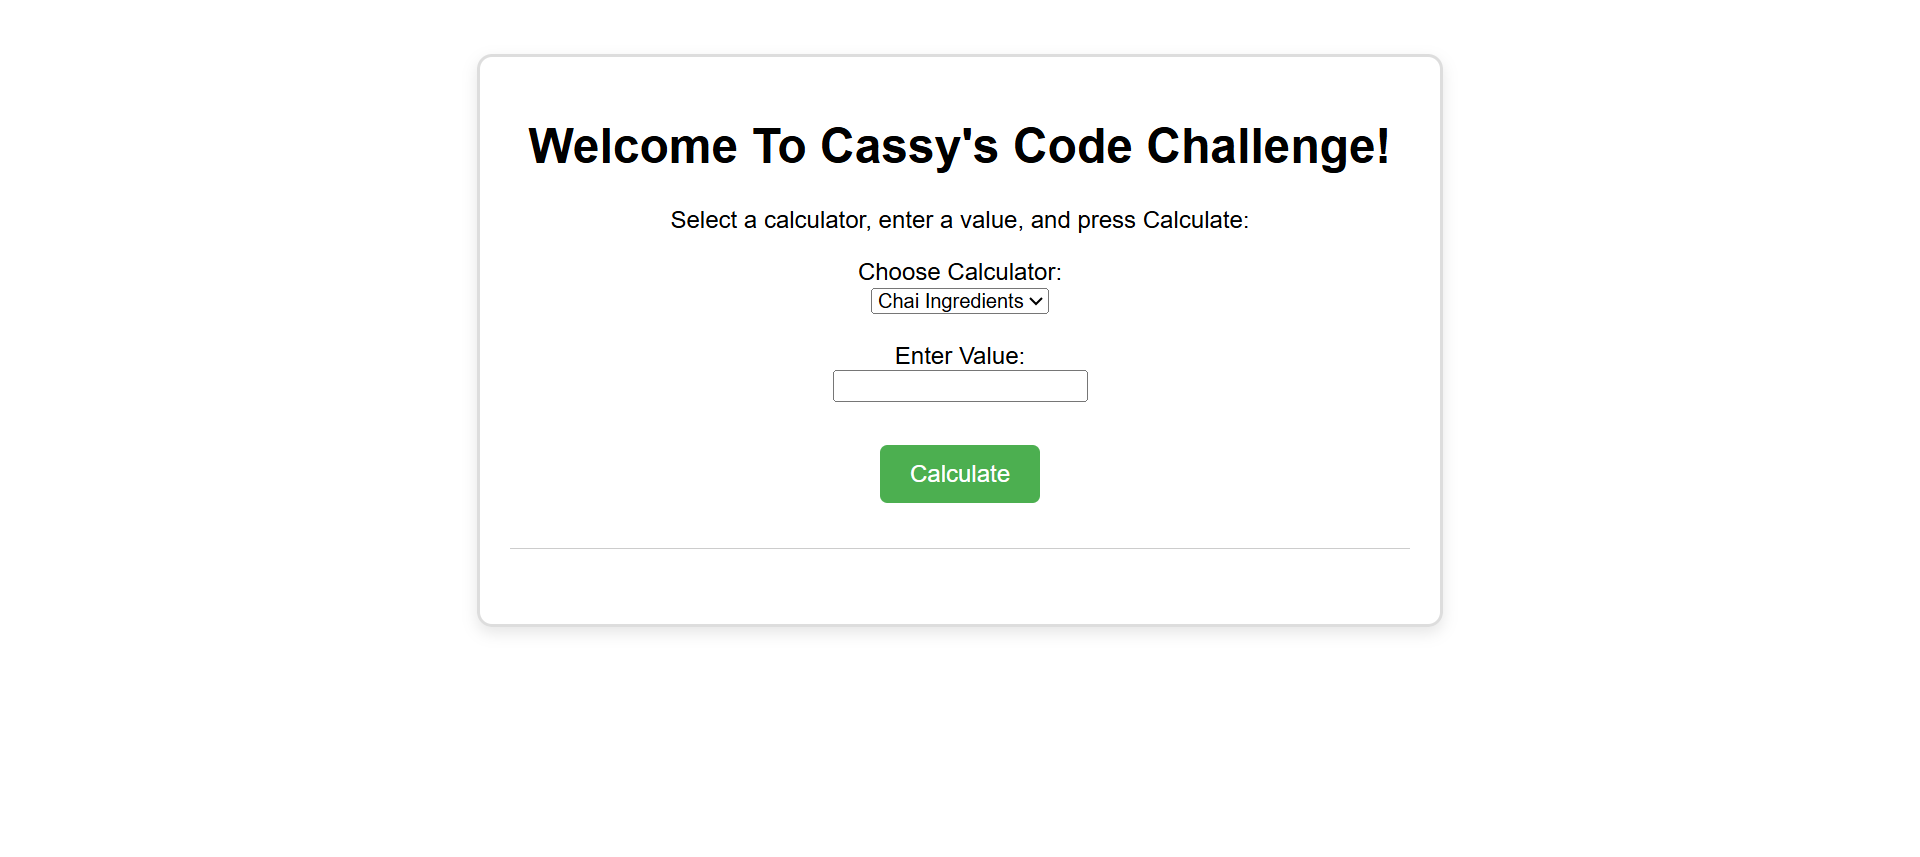 Welcome To Cassy's Code Challenge!
Select a calculator, enter a value, and press Calculate:
Choose Calculator:
Chai Ingredients
Enter Value:
Calculate